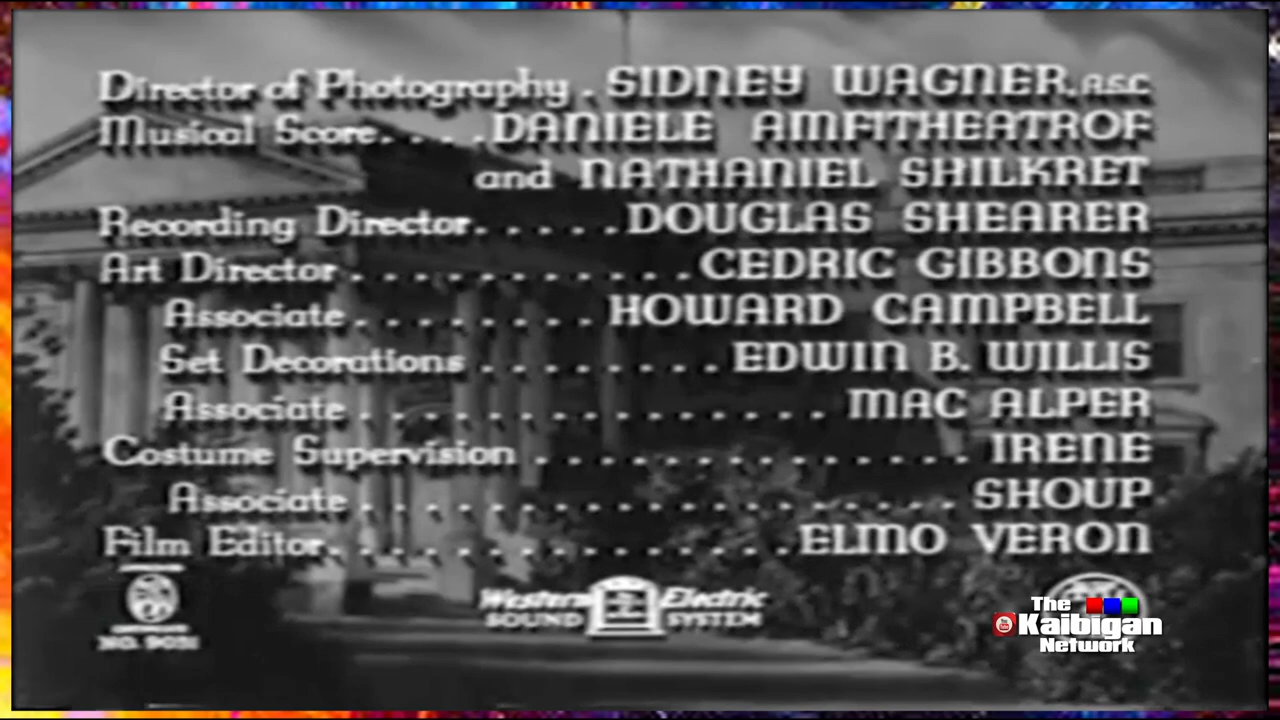 Director of Photography . SIDNEY WAGNER, A.S.C.
Musical Score. . . . DANIELE AMFITHEATROF
and NATHANIEL SHILKRET
Recording Director. . . . . DOUGLAS SHEARER
Art Director . . . . . . . . . . . CEDRIC GIBBONS
Associate . . . . . . . . HOWARD CAMPBELL
Set Decorations . . . . . . . . EDWIN B. WILLIS
Associate . . . . . . . . . . . . . . . MAC ALPER
Costume Supervision . . . . . . . . . . . . . . IRENE
Associate . . . . . . . . . . . . . . . . . . SHOUP
Film Editor. . . . . . . . . . . . . . . ELMO VERON
Western Electric
SOUND SYSTEM
The
Kaibigan
Network